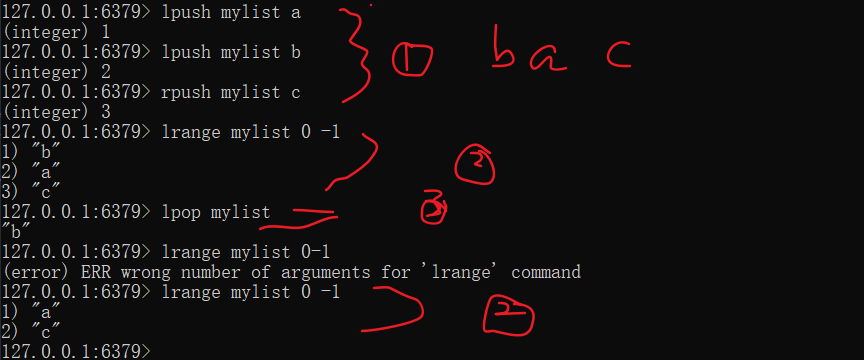 127.0.0.1:6379> lpush mylist a
(integer) 1
127.0.0.1:6379> lpush mylist b
(integer) 2
127.0.0.1:6379> rpush mylist c
(integer) 3
① b a c
127.0.0.1:6379> lrange mylist 0 -1
1) "b"
2) "a"
3) "c"
②
127.0.0.1:6379> lpop mylist
③
"b"
127.0.0.1:6379> lrange mylist 0-1
(error) ERR wrong number of arguments for 'lrange' command
127.0.0.1:6379> lrange mylist 0 -1
1) "a"
2) "c"
②
127.0.0.1:6379>